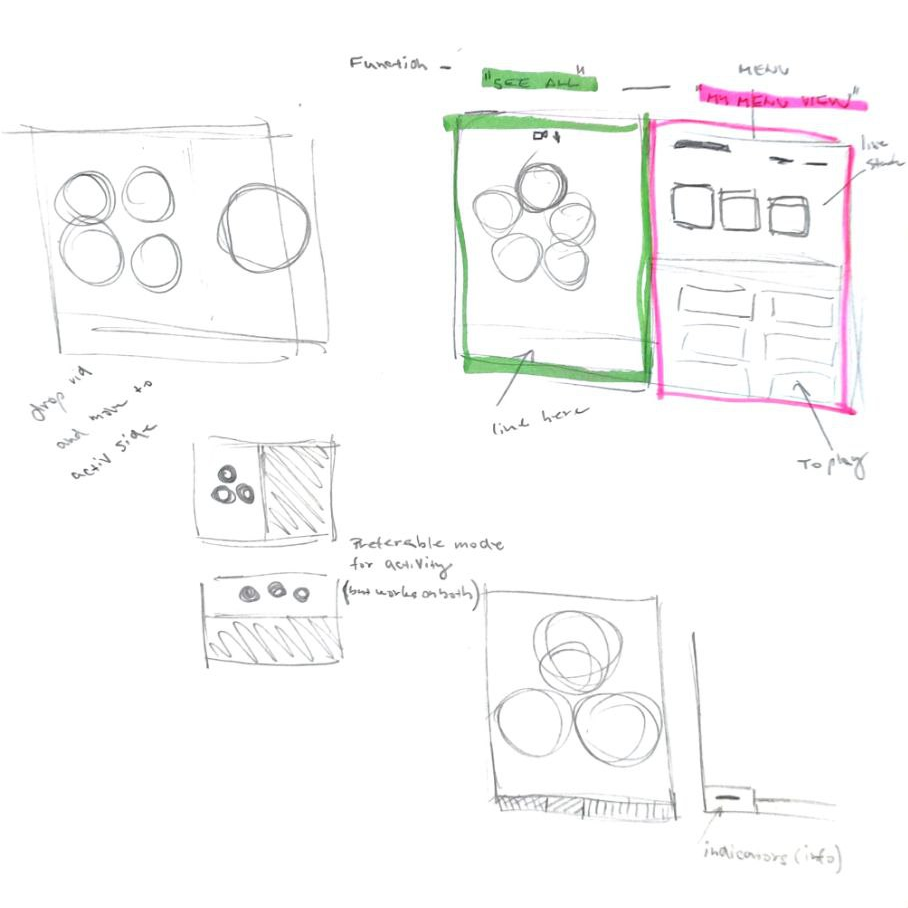 Function -
"SEE ALL"
MENU
"MY MENU VIEW"
live
drop vid
and move to
activ side
line here
To play
Preferable mode
for activity
(but works on both)
indicators (info)